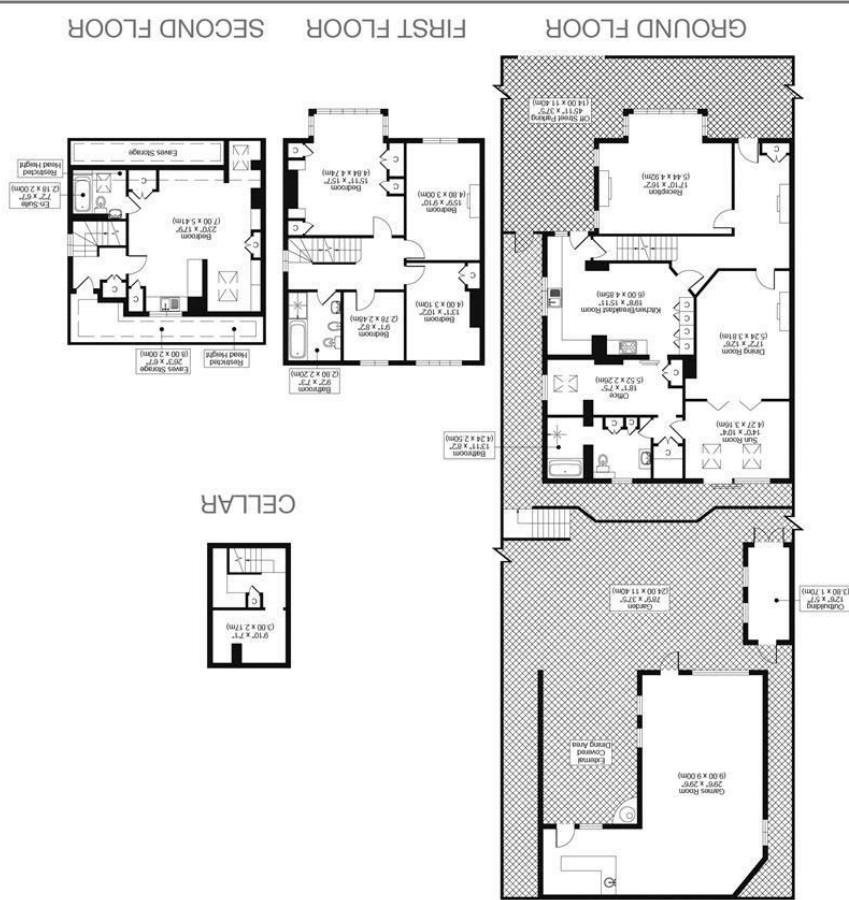 Games Room
29'6" x 29'6"
(9.00 x 9.00m)
External
Covered
Dining Area
Outbuilding
12'6" x 5'7"
(3.80 x 1.70m)
Garden
78'9" x 37'5"
(24.00 x 11.40m)
9'10" x 7'1"
(3.00 x 2.17m)
C
CELLAR
Sun Room
14'0" x 10'4"
(4.27 x 3.16m)
C
C
C
Bathroom
13'11" x 8'2"
(4.24 x 2.50m)
Office
18'1" x 7'5"
(5.52 x 2.26m)
C
Dining Room
17'2" x 12'6"
(5.24 x 3.81m)
C
C
C
C
Kitchen/Breakfast Room
19'8" x 15'11"
(6.00 x 4.85m)
C
Reception
17'10" x 16'2"
(5.44 x 4.92m)
C
Off Street Parking
45'11" x 37'5"
(14.00 x 11.40m)
GROUND FLOOR
Bathroom
9'2" x 7'3"
(2.80 x 2.20m)
Bedroom
13'1" x 10'2"
(4.00 x 3.10m)
Bedroom
9'1" x 8'2"
(2.78 x 2.48m)
C
Bedroom
15'9" x 9'10"
(4.80 x 3.00m)
Bedroom
15'11" x 15'7"
(4.84 x 4.74m)
C
C
C
C
FIRST FLOOR
Restricted
Head Height
Eaves Storage
26'3" x 6'7"
(8.00 x 2.00m)
C
C
C
Bedroom
23'0" x 17'9"
(7.00 x 5.41m)
C
En-Suite
7'2" x 6'7"
(2.18 x 2.00m)
Restricted
Head Height
Eaves Storage
SECOND FLOOR